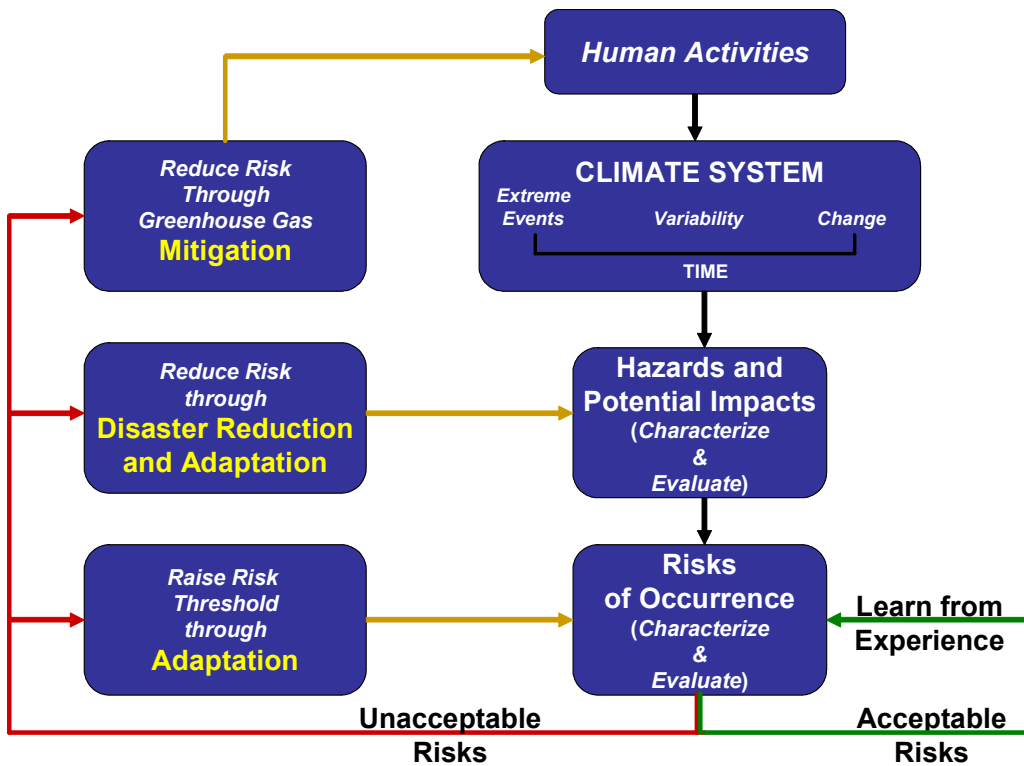 Human Activities
Reduce Risk
Through
Greenhouse Gas
Mitigation
CLIMATE SYSTEM
Extreme
Events
Variability
Change
TIME
Reduce Risk
through
Disaster Reduction
and Adaptation
Hazards and
Potential Impacts
(Characterize
&
Evaluate)
Raise Risk
Threshold
through
Adaptation
Risks
of Occurrence
(Characterize
&
Evaluate)
Learn from
Experience
Unacceptable
Risks
Acceptable
Risks